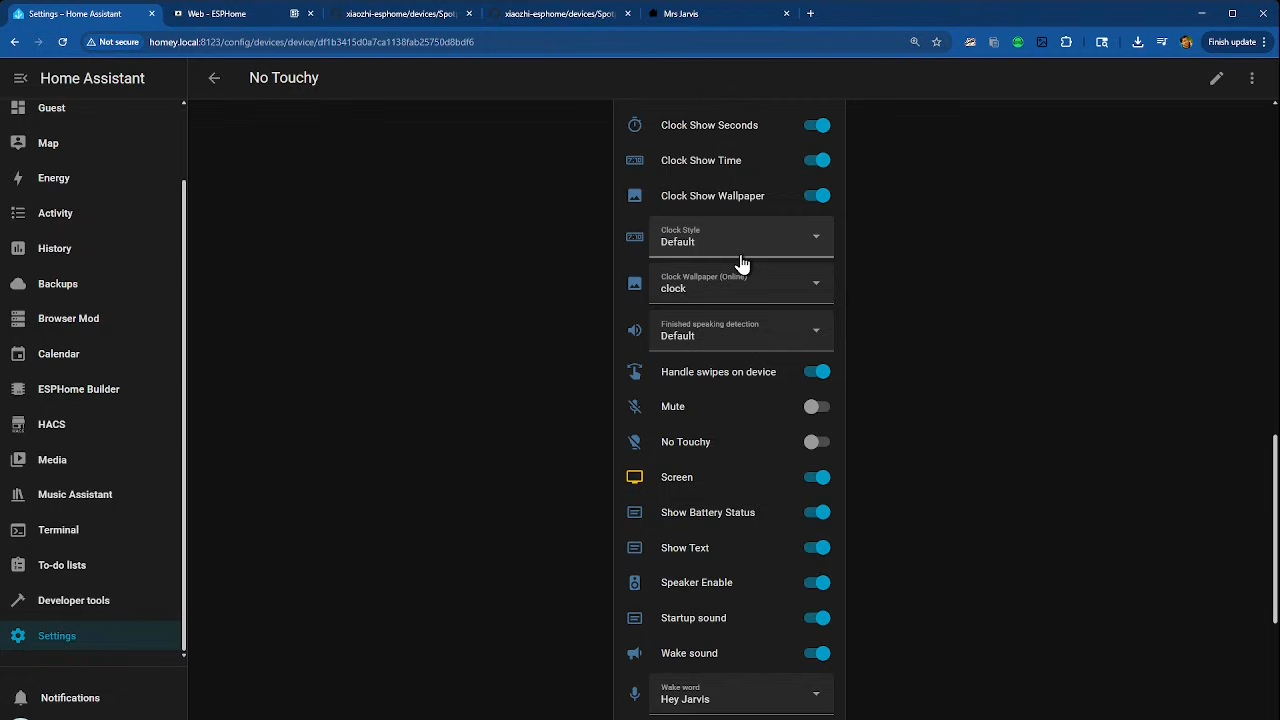 Settings – Home Assistant
Web - ESPHome
xiaozhi-esphome/devices/Spotp
xiaozhi-esphome/devices/Spotp
Mrs Jarvis
Not secure
homey.local:8123/config/devices/device/df1b3415d0a7ca1138fab25750d8bdf6
Finish update
Home Assistant
No Touchy
Guest
Map
Energy
Activity
History
Backups
Browser Mod
Calendar
ESPHome Builder
HACS
Media
Music Assistant
Terminal
To-do lists
Developer tools
Settings
Notifications
Clock Show Seconds
Clock Show Time
Clock Show Wallpaper
Clock Style
Default
Clock Wallpaper (Online)
clock
Finished speaking detection
Default
Handle swipes on device
Mute
No Touchy
Screen
Show Battery Status
Show Text
Speaker Enable
Startup sound
Wake sound
Wake word
Hey Jarvis